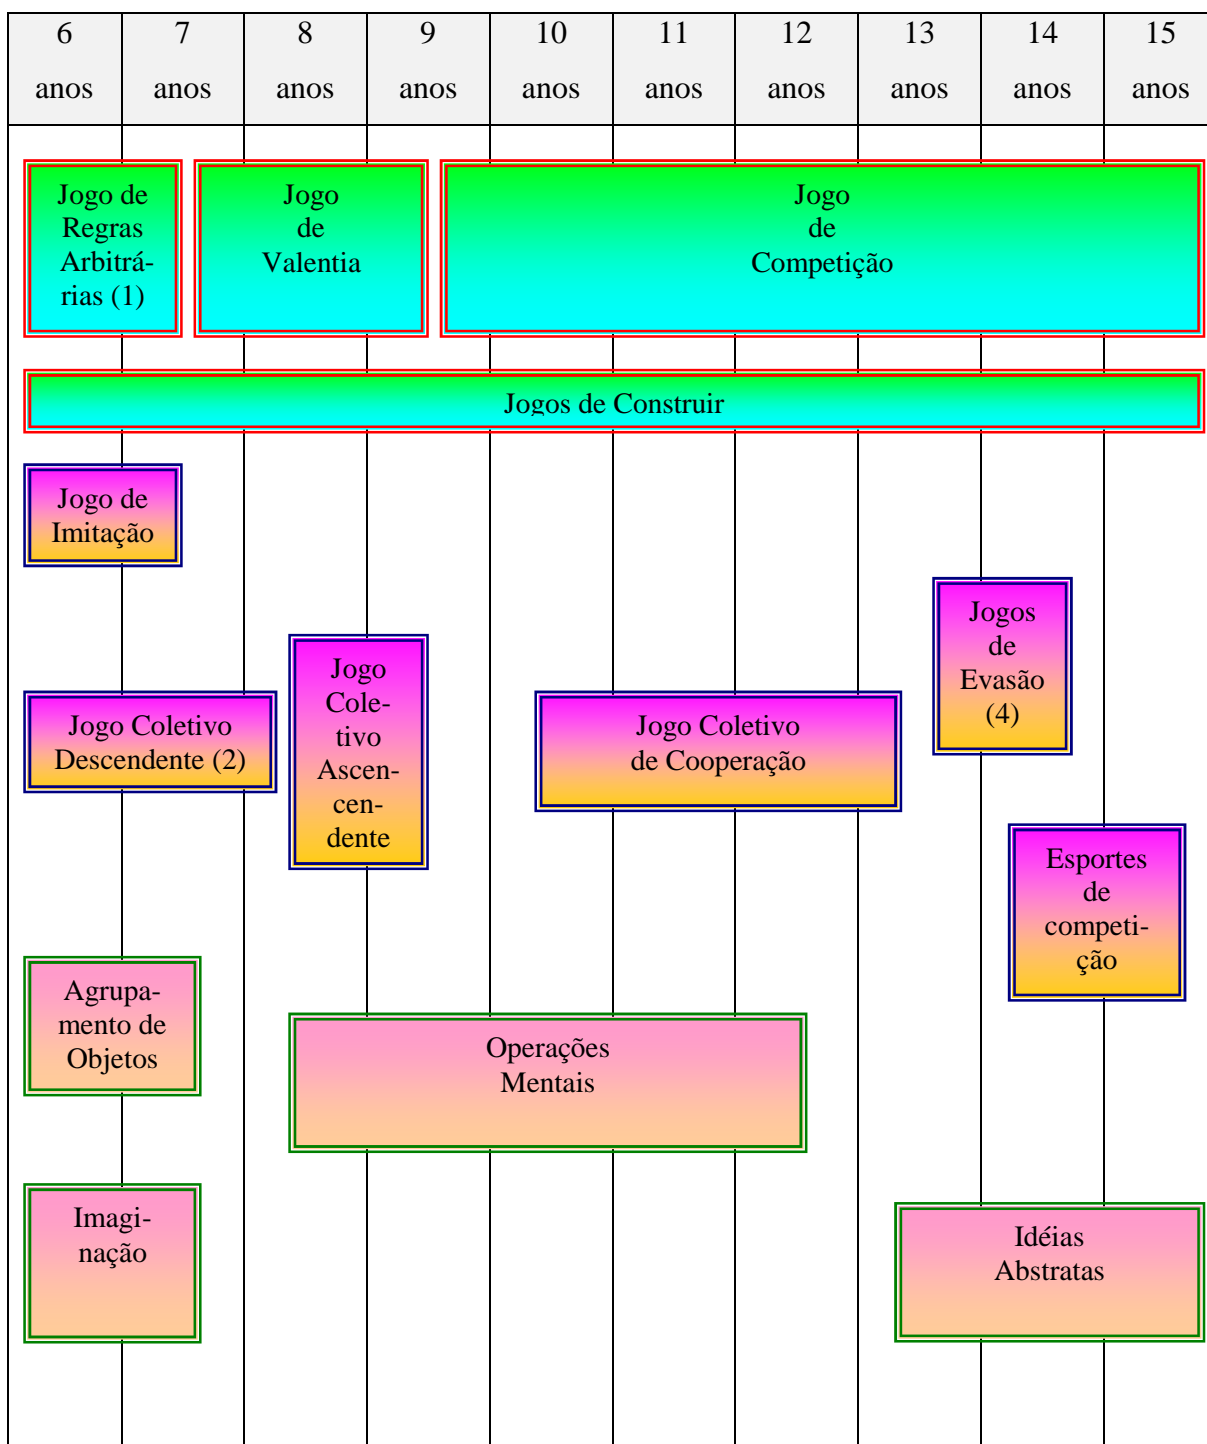 6 7 8 9 10 11 12 13 14 15
anos anos anos anos anos anos anos anos anos anos
Jogo de
Regras
Arbitrá-
rias (1)
Jogo
de
Valentia
Jogo
de
Competição
Jogos de Construir
Jogo de
Imitação
Jogos
de
Evasão
(4)
Jogo
Cole-
tivo
Ascen-
cen-
dente
Jogo Coletivo
Descendente (2)
Jogo Coletivo
de Cooperação
Esportes
de
competi-
ção
Agrupa-
mento de
Objetos
Operações
Mentais
Imagi-
nação
Idéias
Abstratas